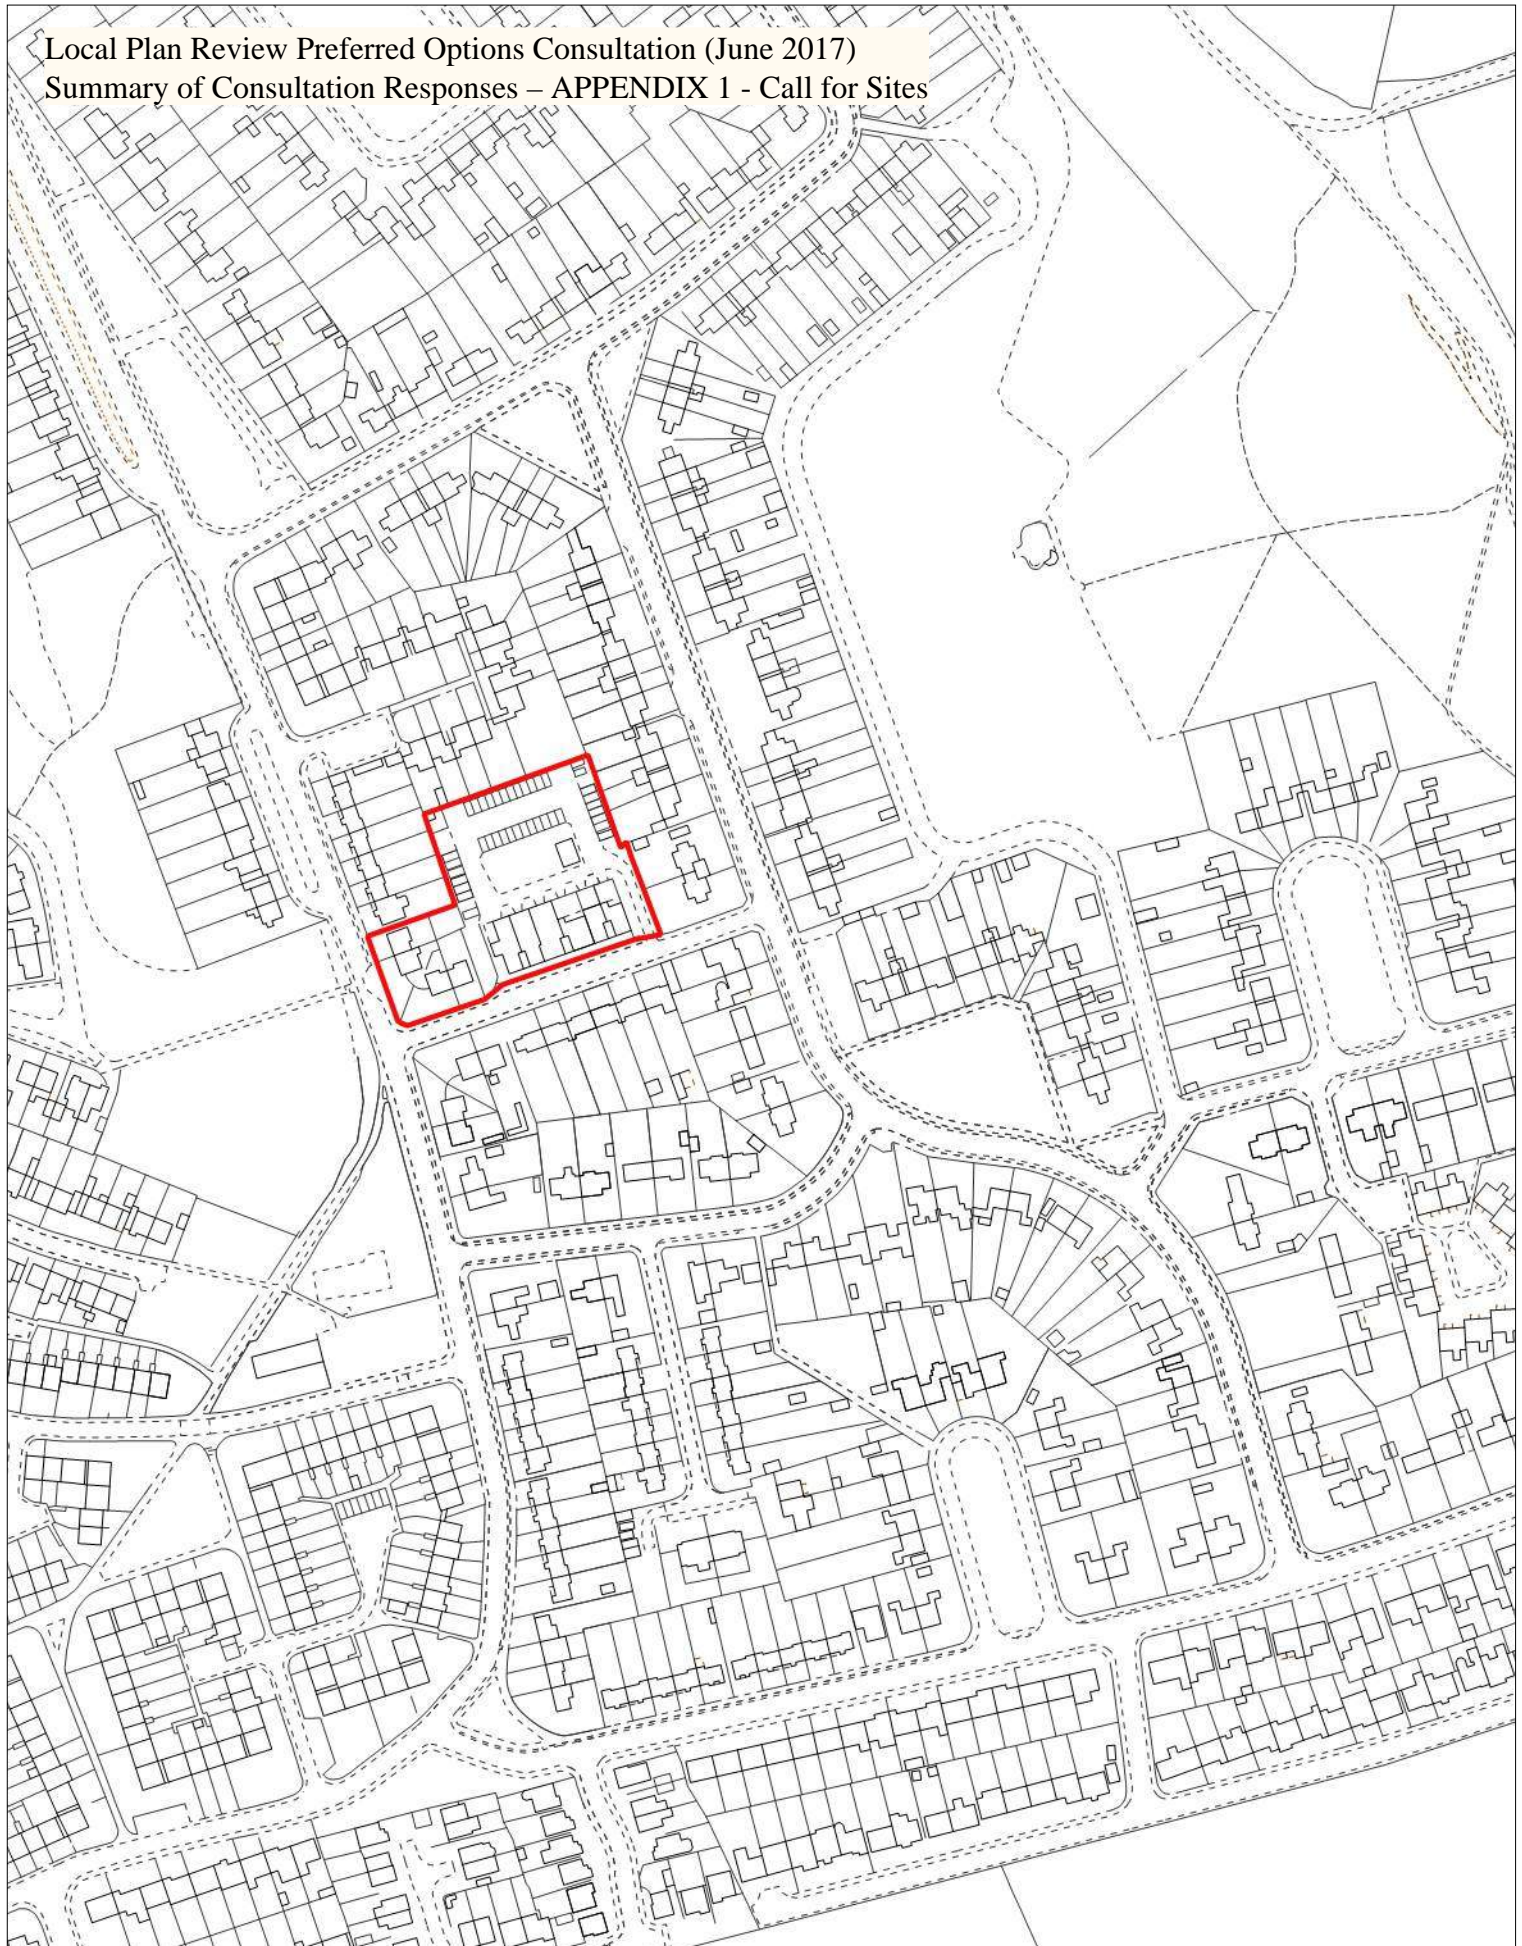 Local Plan Review Preferred Options Consultation (June 2017)
Summary of Consultation Responses – APPENDIX 1 - Call for Sites